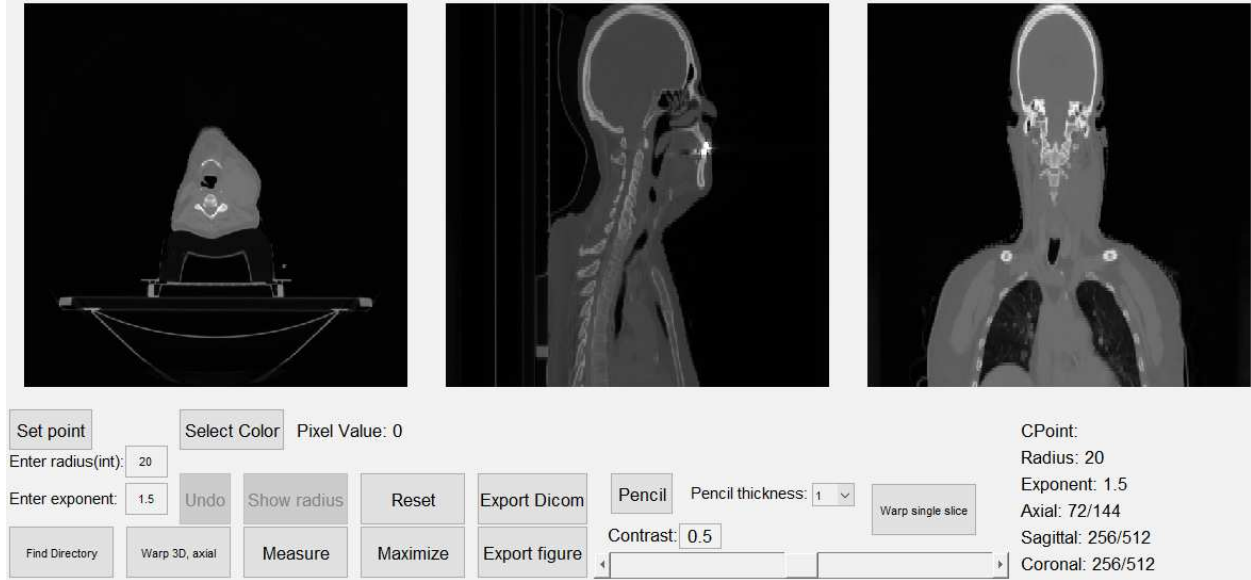 Set point
Select Color
Pixel Value: 0
Enter radius(int): 20
Enter exponent: 1.5
Undo
Show radius
Reset
Export Dicom
Find Directory
Warp 3D, axial
Measure
Maximize
Export figure
Pencil
Pencil thickness: 1
Warp single slice
Contrast: 0.5
CPoint:
Radius: 20
Exponent: 1.5
Axial: 72/144
Sagittal: 256/512
Coronal: 256/512